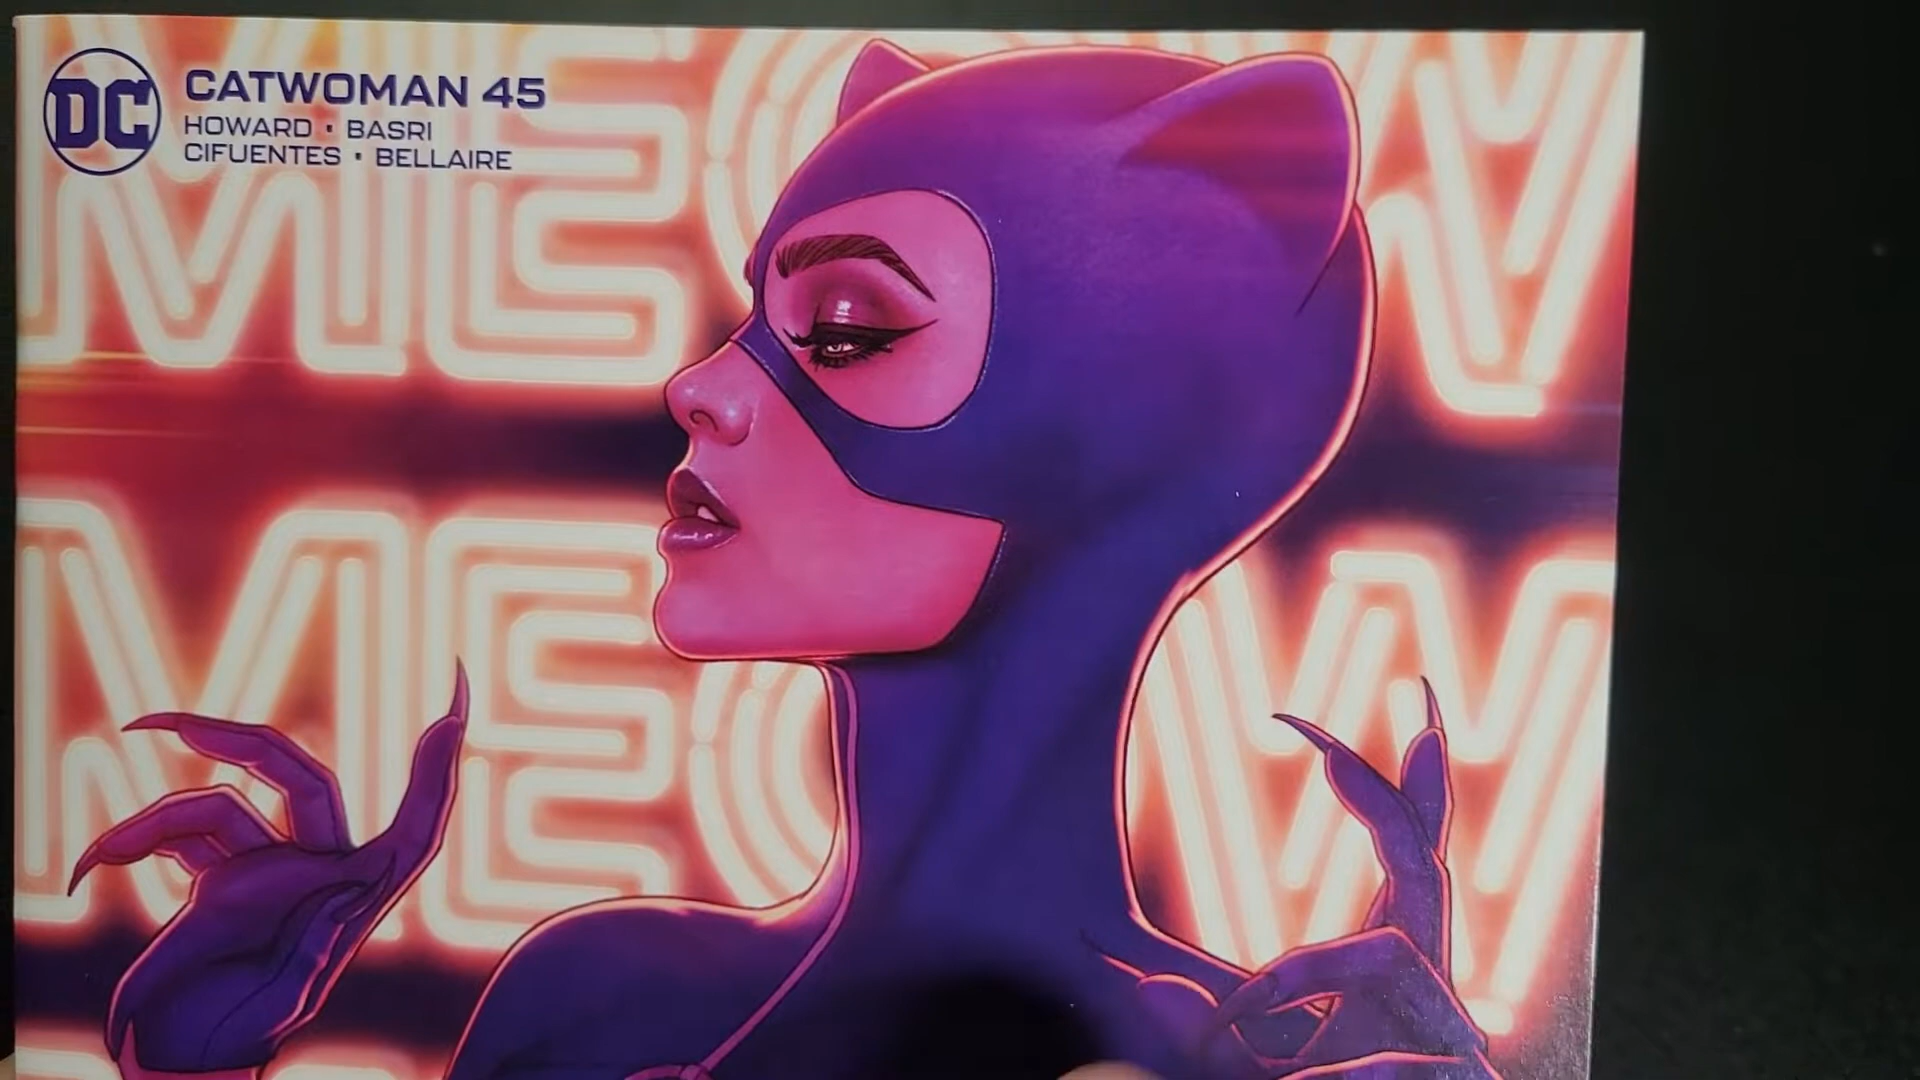 DC
CATWOMAN 45
HOWARD · BASRI
CIFUENTES · BELLAIRE
MEOW
MEOW